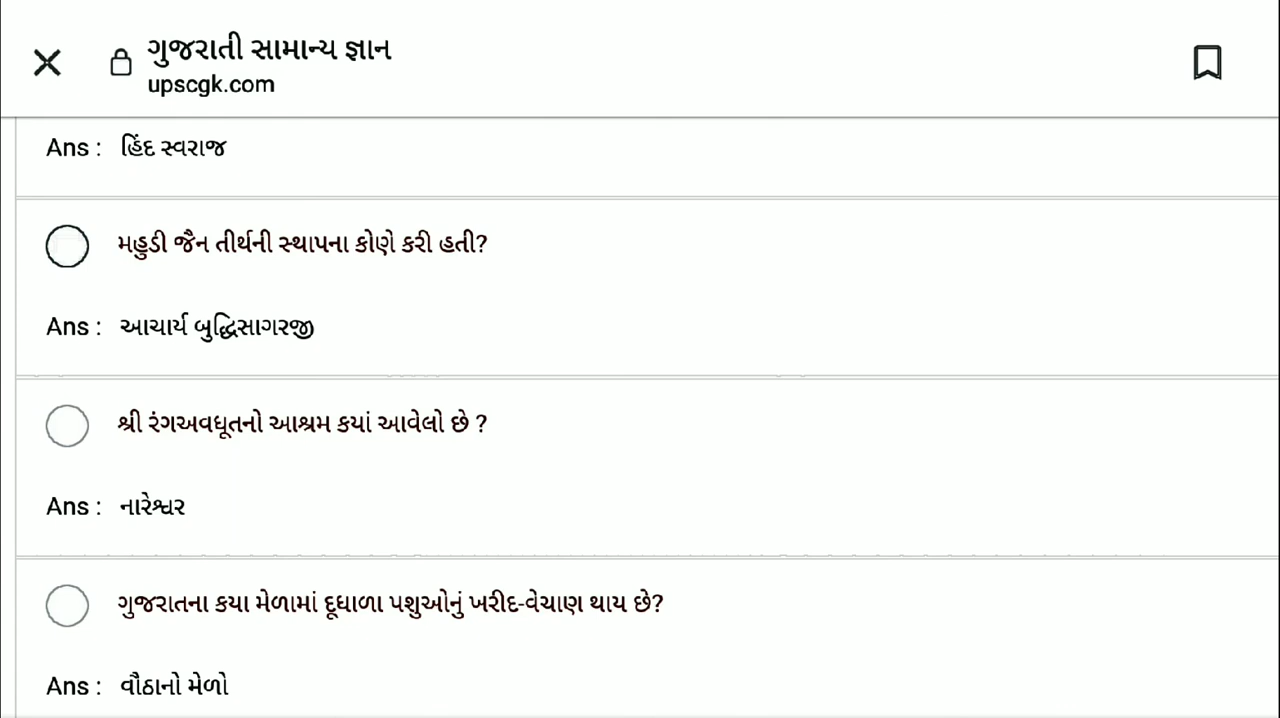 ગુજરાતી સામાન્ય જ્ઞાન
upscgk.com
Ans : હિંદ સ્વરાજ
મહુડી જૈન તીર્થની સ્થાપના કોણે કરી હતી?
Ans : આચાર્ય બુદ્ધિસાગરજી
શ્રી રંગઅવધૂતનો આશ્રમ કયાં આવેલો છે ?
Ans : નારેશ્વર
ગુજરાતના કયા મેળામાં દૂધાળા પશુઓનું ખરીદ-વેચાણ થાય છે?
Ans : વૌઠાનો મેળો